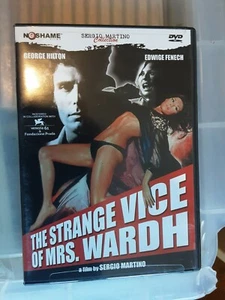 NOSHAME
SERGIO MARTINO
Collection
DVD
GEORGE HILTON
EDWIGE FENECH
THE STRANGE VICE
OF MRS. WARDH
a film by SERGIO MARTINO